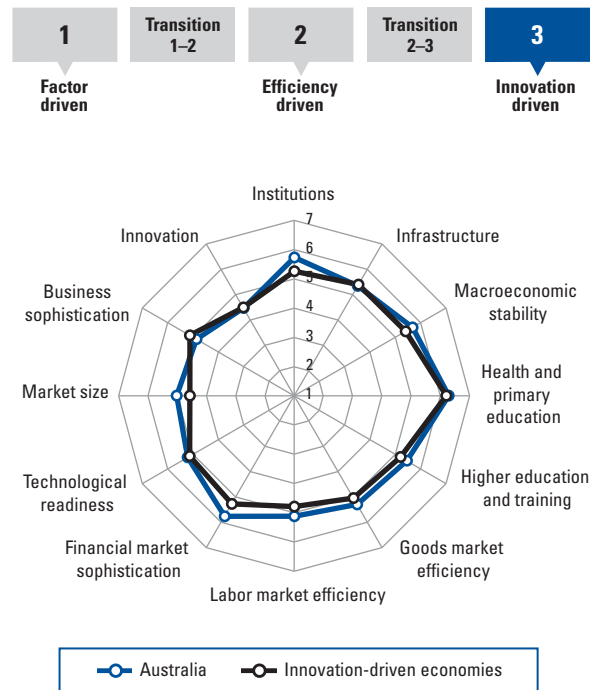 1
Transition
1–2
2
Transition
2–3
3
Factor
driven
Efficiency
driven
Innovation
driven
Institutions
7
Innovation
Infrastructure
6
5
Business
sophistication
Macroeconomic
stability
4
3
2
Market size
1
Health and
primary
education
Technological
readiness
Higher education
and training
Financial market
sophistication
Goods market
efficiency
Labor market efficiency
Australia
Innovation-driven economies